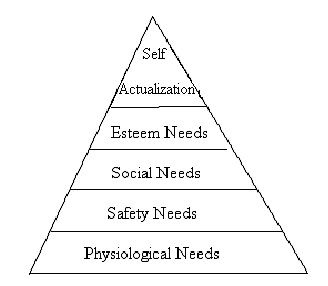 Self
Actualization
Esteem Needs
Social Needs
Safety Needs
Physiological Needs